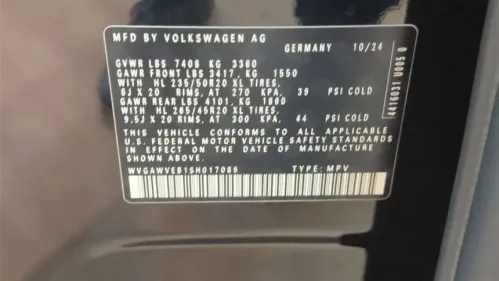 MFD BY VOLKSWAGEN AG
GERMANY 10/24
GVWR LBS 7408 KG 3360
GAWR FRONT LBS 3417, KG 1550
WITH HL 235/50R20 XL TIRES,
8J X 20 RIMS, AT 270 KPA, 39 PSI COLD
GAWR REAR LBS 4101, KG 1860
WITH HL 265/45R20 XL TIRES,
9.5J X 20 RIMS, AT 300 KPA, 44 PSI COLD
THIS VEHICLE CONFORMS TO ALL APPLICABLE
U.S. FEDERAL MOTOR VEHICLE SAFETY STANDARDS
IN EFFECT ON THE DATE OF MANUFACTURE
SHOWN ABOVE.
WVGAWVEB1SH017089 TYPE: MPV
4416031 U005 0